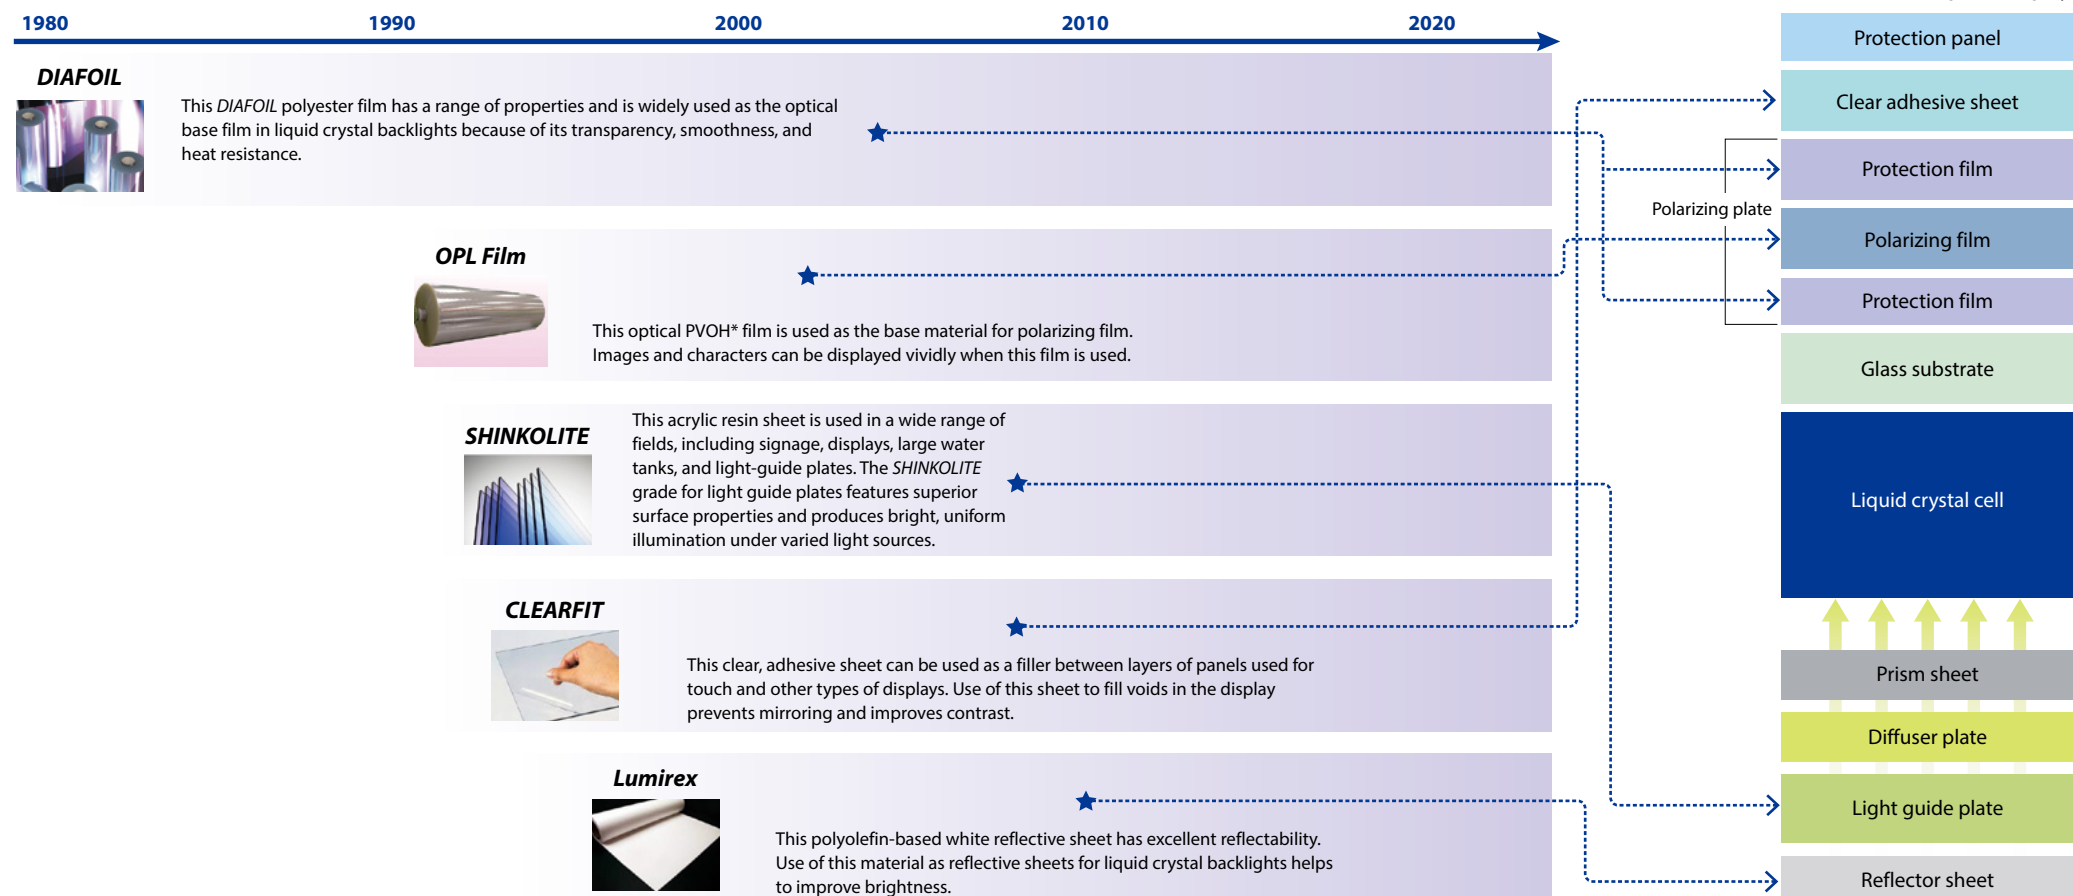 1980 1990 2000 2010 2020
DIAFOIL
This DIAFOIL polyester film has a range of properties and is widely used as the optical
base film in liquid crystal backlights because of its transparency, smoothness, and
heat resistance.
OPL Film
This optical PVOH* film is used as the base material for polarizing film.
Images and characters can be displayed vividly when this film is used.
SHINKOLITE
This acrylic resin sheet is used in a wide range of
fields, including signage, displays, large water
tanks, and light-guide plates. The SHINKOLITE
grade for light guide plates features superior
surface properties and produces bright, uniform
illumination under varied light sources.
CLEARFIT
This clear, adhesive sheet can be used as a filler between layers of panels used for
touch and other types of displays. Use of this sheet to fill voids in the display
prevents mirroring and improves contrast.
Lumirex
This polyolefin-based white reflective sheet has excellent reflectability.
Use of this material as reflective sheets for liquid crystal backlights helps
to improve brightness.
Protection panel
Clear adhesive sheet
Protection film
Polarizing plate
Polarizing film
Protection film
Glass substrate
Liquid crystal cell
Prism sheet
Diffuser plate
Light guide plate
Reflector sheet